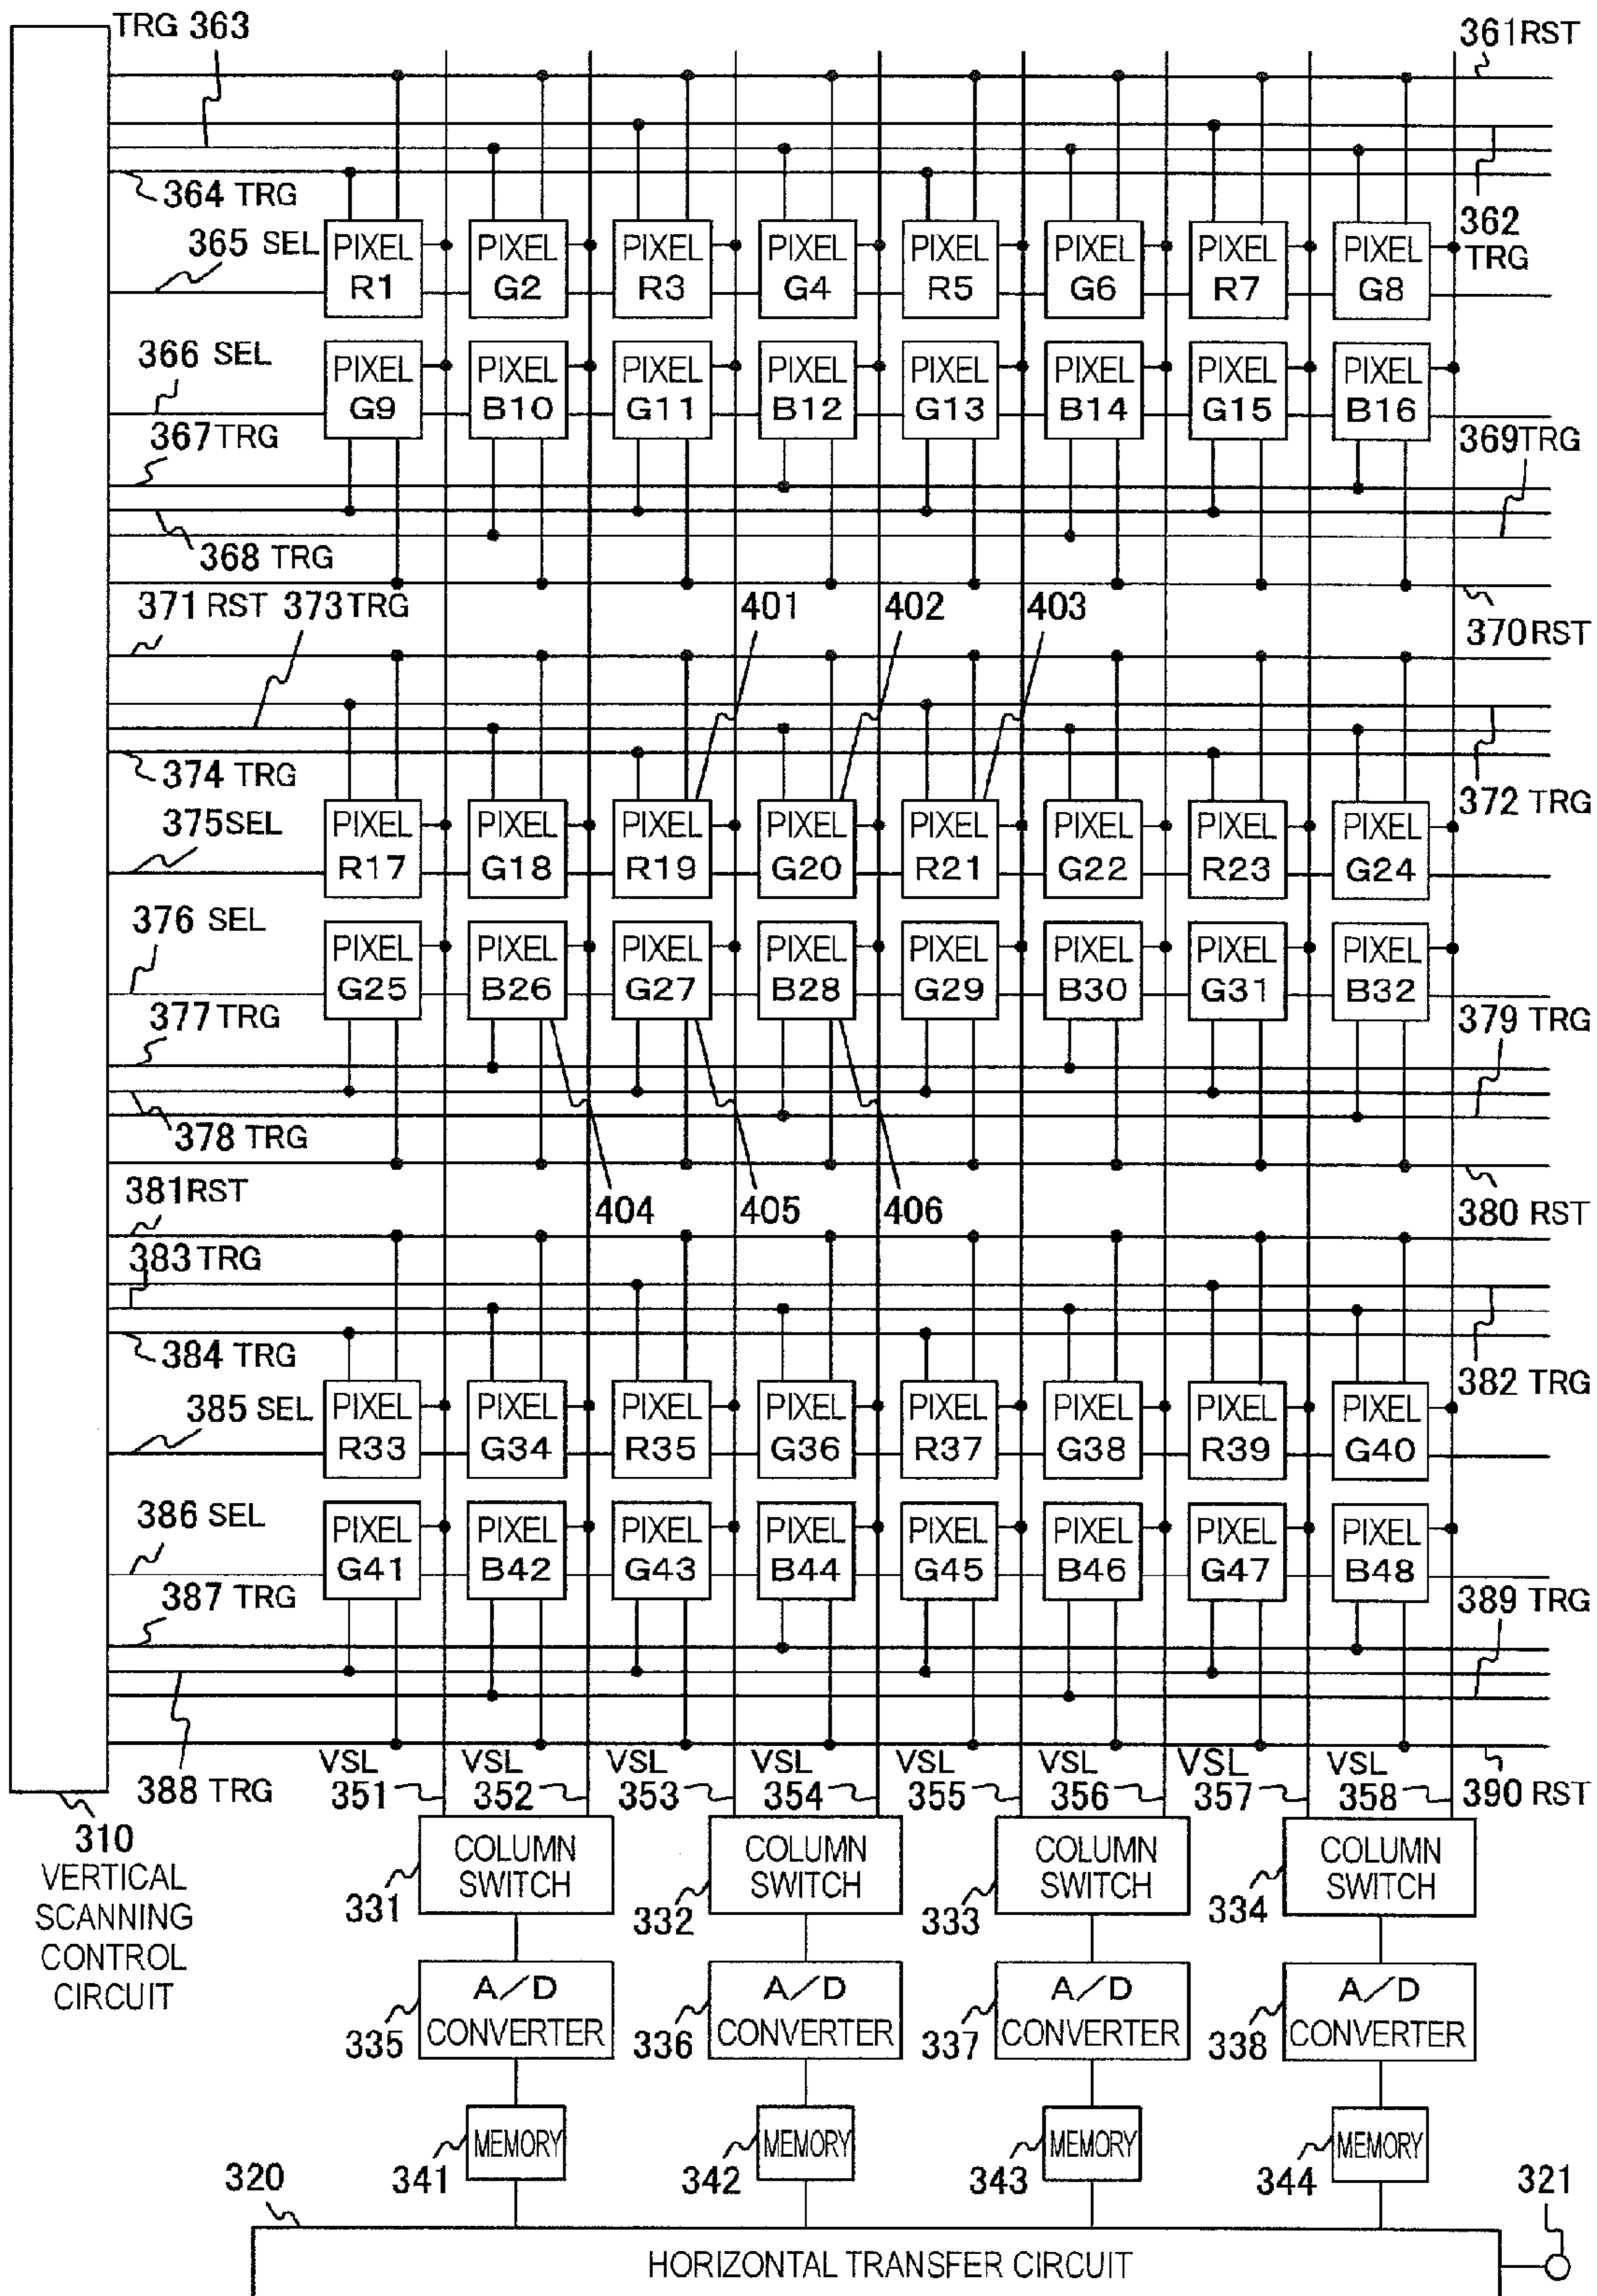 TRG 363
361 RST
364 TRG
365 SEL
362
TRG
PIXEL R1
PIXEL G2
PIXEL R3
PIXEL G4
PIXEL R5
PIXEL G6
PIXEL R7
PIXEL G8
366 SEL
PIXEL G9
PIXEL B10
PIXEL G11
PIXEL B12
PIXEL G13
PIXEL B14
PIXEL G15
PIXEL B16
367 TRG
369 TRG
368 TRG
371 RST
373 TRG
401
402
403
370 RST
374 TRG
372 TRG
375 SEL
PIXEL R17
PIXEL G18
PIXEL R19
PIXEL G20
PIXEL R21
PIXEL G22
PIXEL R23
PIXEL G24
376 SEL
PIXEL G25
PIXEL B26
PIXEL G27
PIXEL B28
PIXEL G29
PIXEL B30
PIXEL G31
PIXEL B32
377 TRG
379 TRG
378 TRG
381 RST
404
405
406
380 RST
383 TRG
384 TRG
382 TRG
385 SEL
PIXEL R33
PIXEL G34
PIXEL R35
PIXEL G36
PIXEL R37
PIXEL G38
PIXEL R39
PIXEL G40
386 SEL
PIXEL G41
PIXEL B42
PIXEL G43
PIXEL B44
PIXEL G45
PIXEL B46
PIXEL G47
PIXEL B48
387 TRG
389 TRG
388 TRG
VSL 351
VSL 352
VSL 353
VSL 354
VSL 355
VSL 356
VSL 357
VSL 358
390 RST
310
VERTICAL
SCANNING
CONTROL
CIRCUIT
COLUMN
SWITCH
331
COLUMN
SWITCH
332
COLUMN
SWITCH
333
COLUMN
SWITCH
334
A/D
CONVERTER
335
A/D
CONVERTER
336
A/D
CONVERTER
337
A/D
CONVERTER
338
MEMORY
341
MEMORY
342
MEMORY
343
MEMORY
344
320
321
HORIZONTAL TRANSFER CIRCUIT